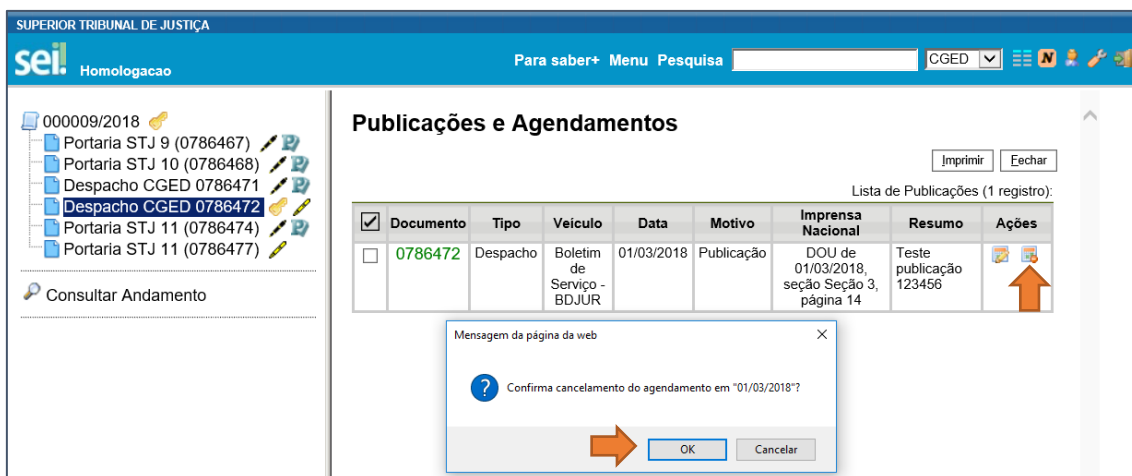 SUPERIOR TRIBUNAL DE JUSTIÇA
sei! Homologacao
Para saber+ Menu Pesquisa
CGED
N
000009/2018
Portaria STJ 9 (0786467)
Portaria STJ 10 (0786468)
Despacho CGED 0786471
Despacho CGED 0786472
Portaria STJ 11 (0786474)
Portaria STJ 11 (0786477)
Consultar Andamento
Publicações e Agendamentos
Imprimir Fechar
Lista de Publicações (1 registro):
Documento Tipo Veículo Data Motivo Imprensa Nacional Resumo Ações
0786472 Despacho Boletim de Serviço - BDJUR 01/03/2018 Publicação DOU de 01/03/2018, seção Seção 3, página 14 Teste publicação 123456
Mensagem da página da web
Confirma cancelamento do agendamento em "01/03/2018"?
OK Cancelar